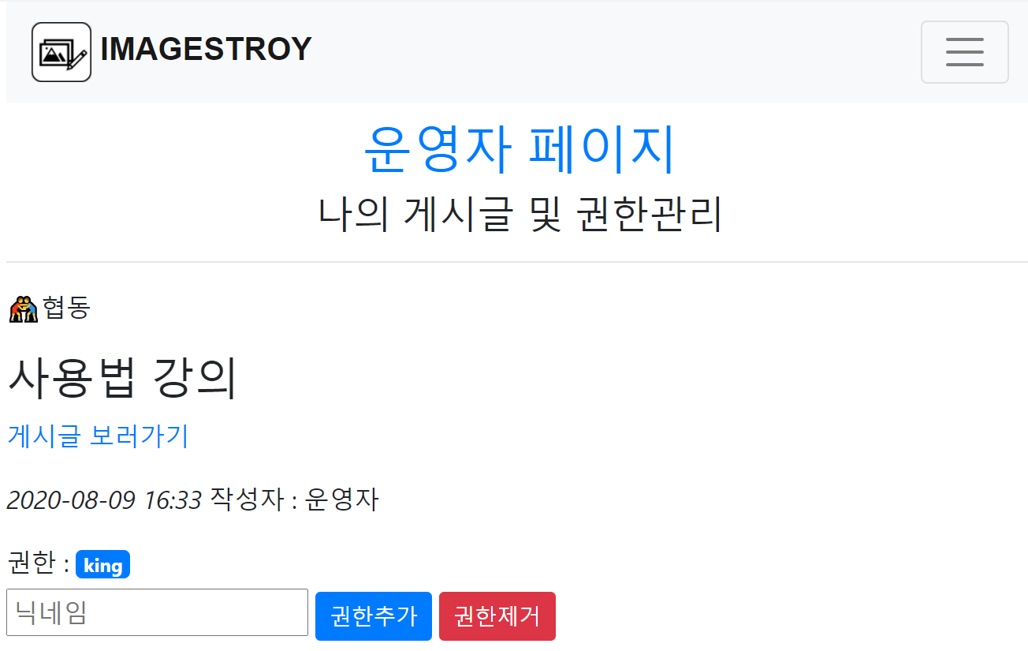 IMAGESTROY
운영자 페이지
나의 게시글 및 권한관리
협동
사용법 강의
게시글 보러가기
2020-08-09 16:33 작성자 : 운영자
권한 : king
닉네임 권한추가 권한제거